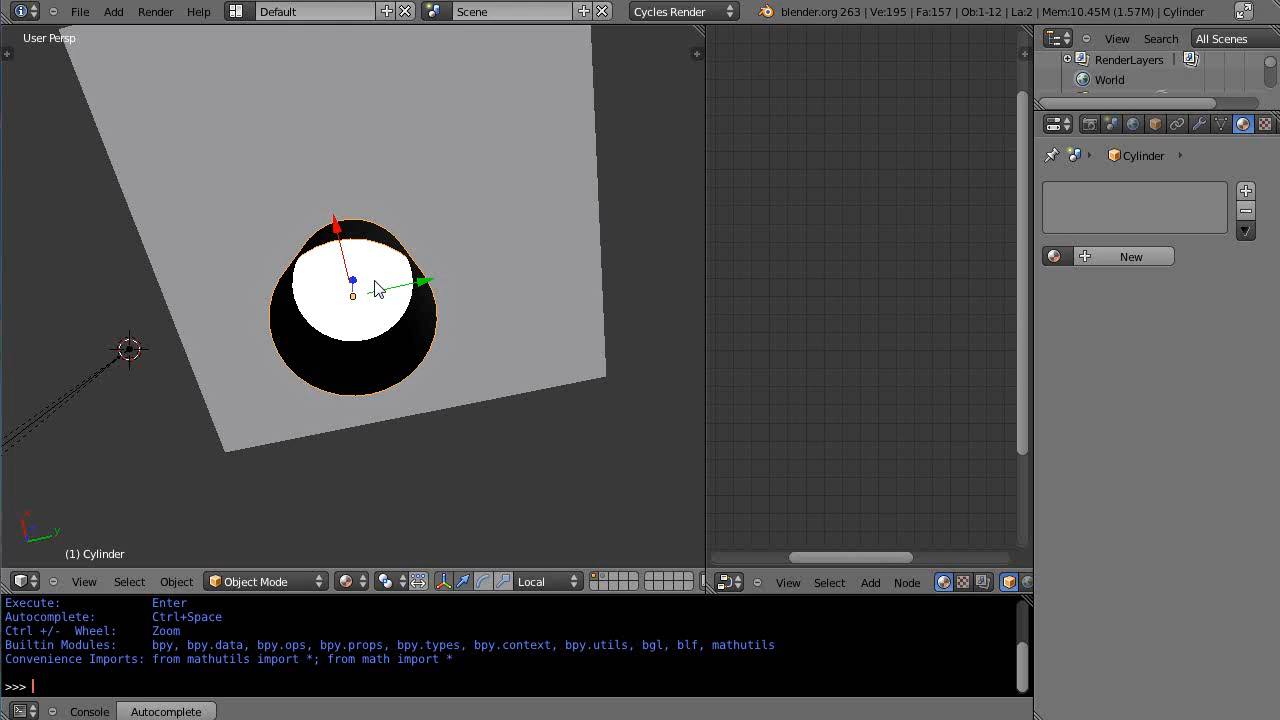 File Add Render Help Default Scene Cycles Render blender.org 263 | Ve:195 | Fa:157 | Ob:1-12 | La:2 | Mem:10.45M (1.57M) | Cylinder
User Persp
View Search All Scenes
RenderLayers |
World
Cylinder
New
x
z
y
(1) Cylinder
View Select Object Object Mode Local
View Select Add Node
Execute: Enter
Autocomplete: Ctrl+Space
Ctrl +/- Wheel: Zoom
Builtin Modules: bpy, bpy.data, bpy.ops, bpy.props, bpy.types, bpy.context, bpy.utils, bgl, blf, mathutils
Convenience Imports: from mathutils import *; from math import *
>>>
Console Autocomplete